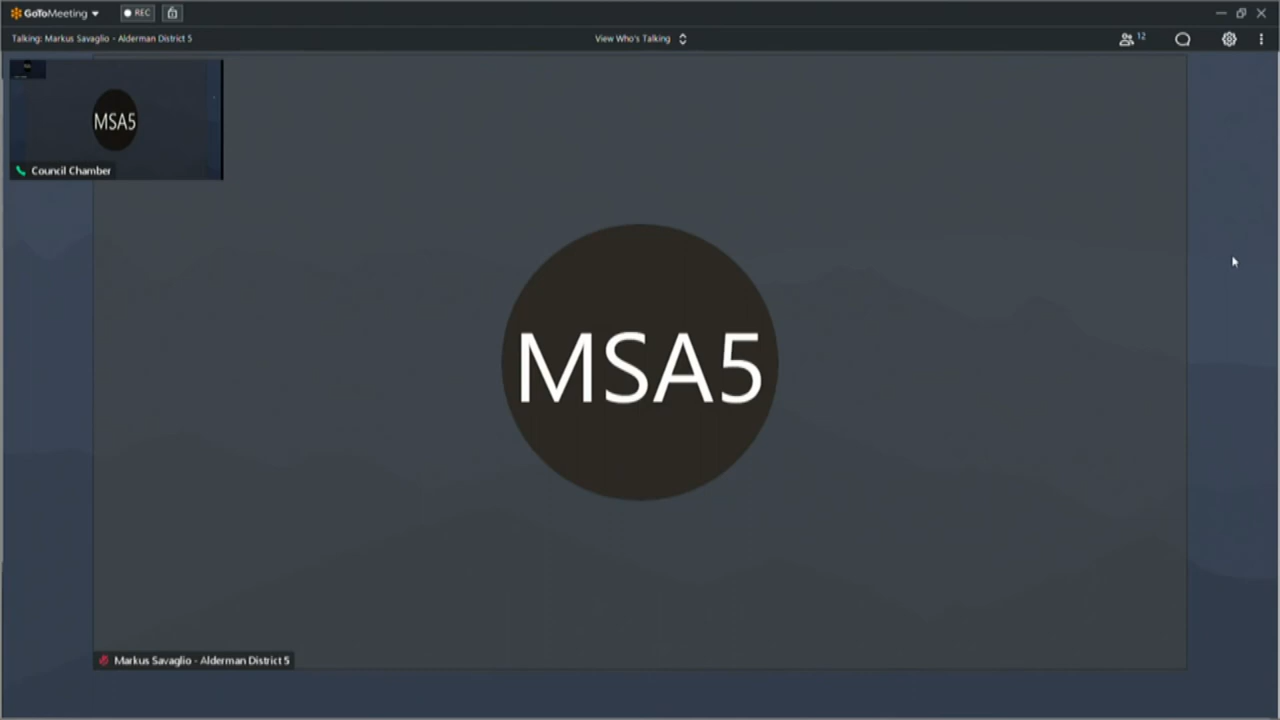 GoToMeeting
REC
Talking: Markus Savaglio - Alderman District 5
View Who's Talking
12
MSA5
Council Chamber
MSA5
Markus Savaglio - Alderman District 5